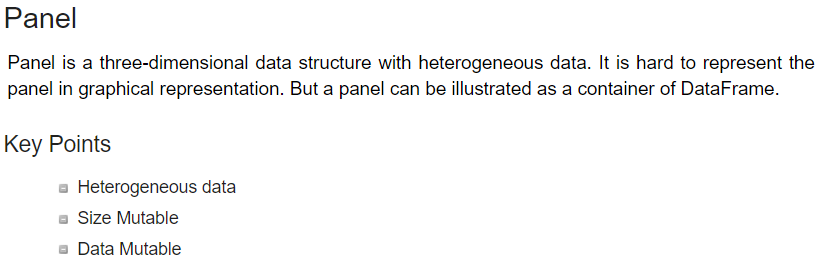 Panel
Panel is a three-dimensional data structure with heterogeneous data. It is hard to represent the
panel in graphical representation. But a panel can be illustrated as a container of DataFrame.
Key Points
Heterogeneous data
Size Mutable
Data Mutable